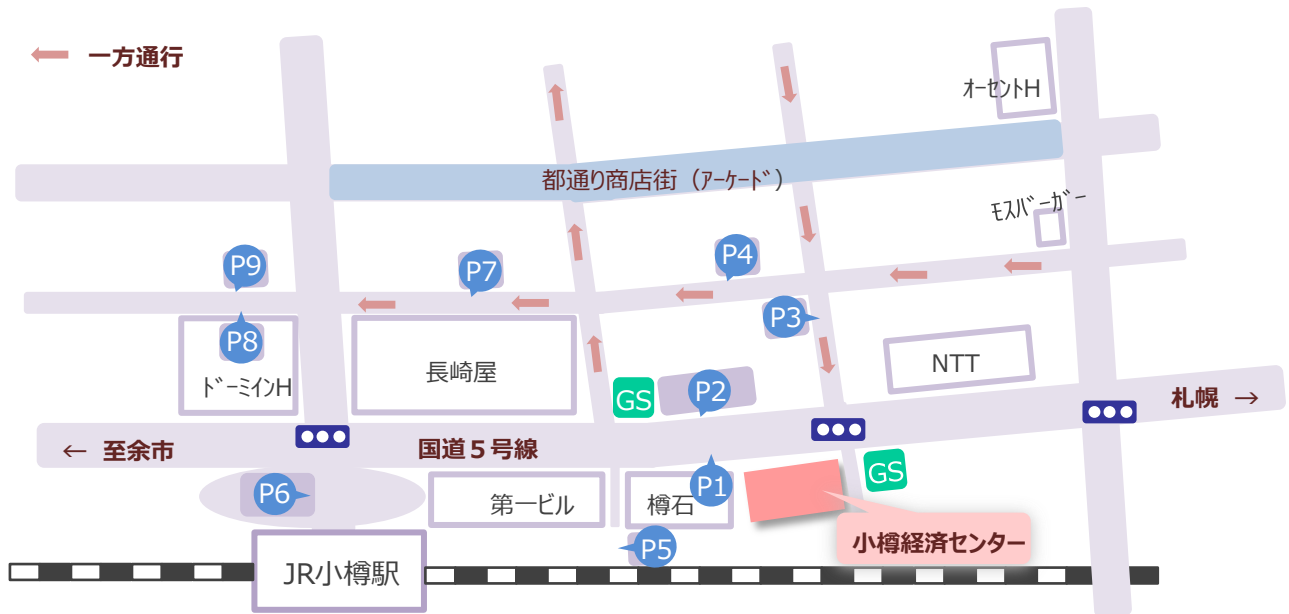 一方通行
オーセントH
都通り商店街（アーケード）
モスバーガー
P9
P7
P4
P3
P8
ドーミインH
長崎屋
NTT
GS
P2
札幌 →
← 至余市
国道５号線
P6
第一ビル
樽石
P1
GS
小樽経済センター
P5
JR小樽駅